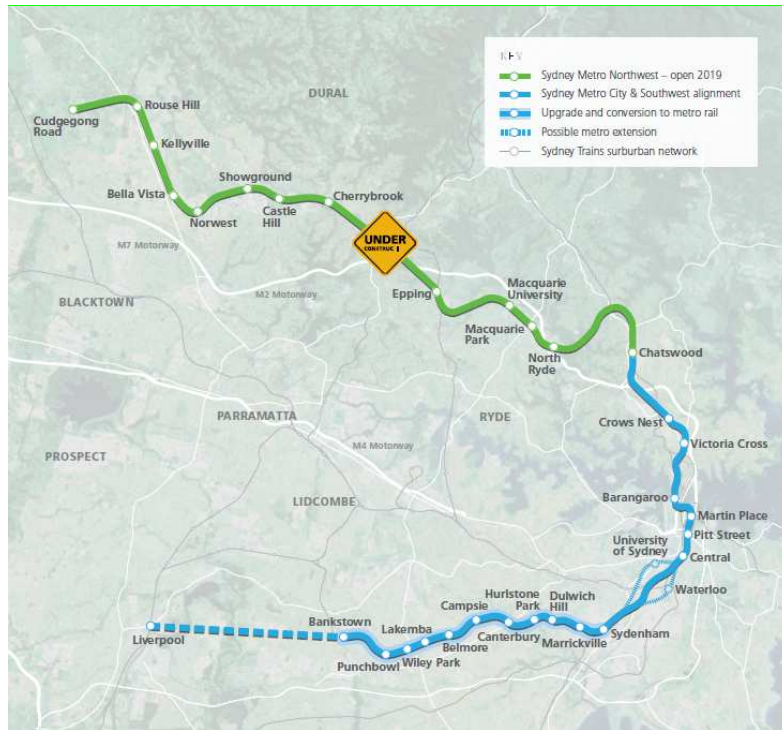 KEY
Sydney Metro Northwest – open 2019
Sydney Metro City & Southwest alignment
Upgrade and conversion to metro rail
Possible metro extension
Sydney Trains surburban network
DURAL
Cudgegong
Road
Rouse Hill
Kellyville
Bella Vista
Norwest
Showground
Castle
Hill
Cherrybrook
UNDER
M7 Motorway
M2 Motorway
BLACKTOWN
Epping
Macquarie
University
Macquarie
Park
North
Ryde
Chatswood
PARRAMATTA
RYDE
Crows Nest
Victoria Cross
M4 Motorway
PROSPECT
LIDCOMBE
Barangaroo
Martin Place
Pitt Street
University
of Sydney
Central
Waterloo
Liverpool
Bankstown
Punchbowl
Lakemba
Wiley Park
Campsie
Belmore
Hurlstone
Park
Canterbury
Dulwich
Hill
Marrickville
Sydenham